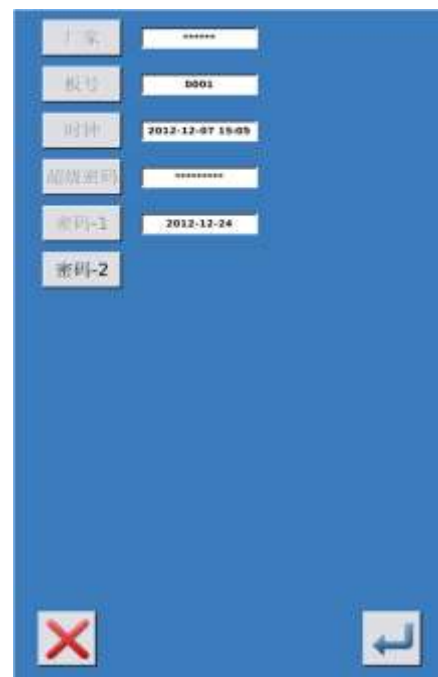 厂家 ******
板号 0001
时钟 2012-12-07 15:05
超级密码 *********
密码-1 2012-12-24
密码-2